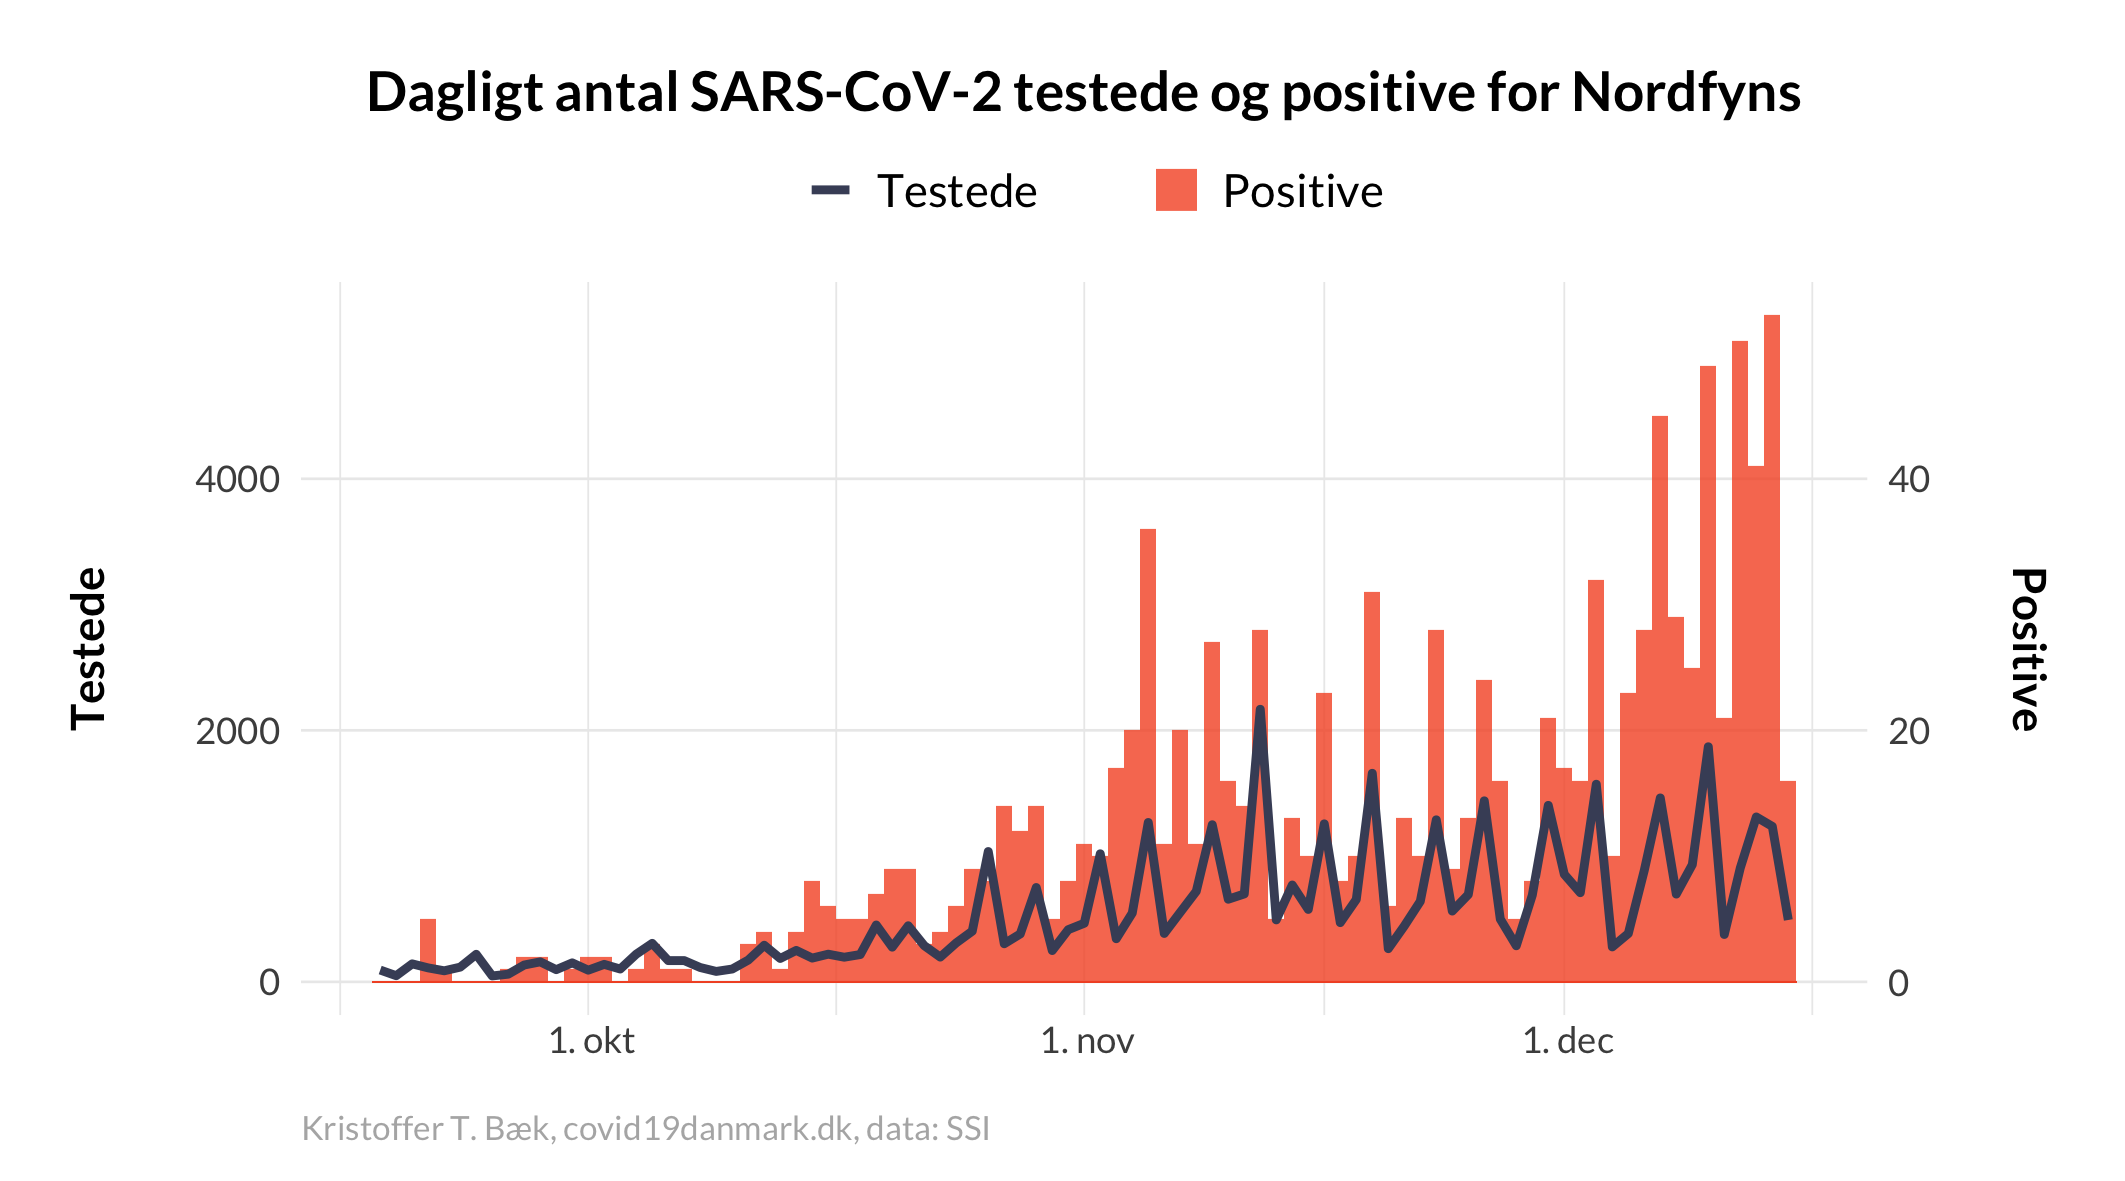 Dagligt antal SARS-CoV-2 testede og positive for Nordfyns
Testede
Positive
4000
2000
0
Testede
40
20
0
Positive
1. okt
1. nov
1. dec
Kristoffer T. Bæk, covid19danmark.dk, data: SSI